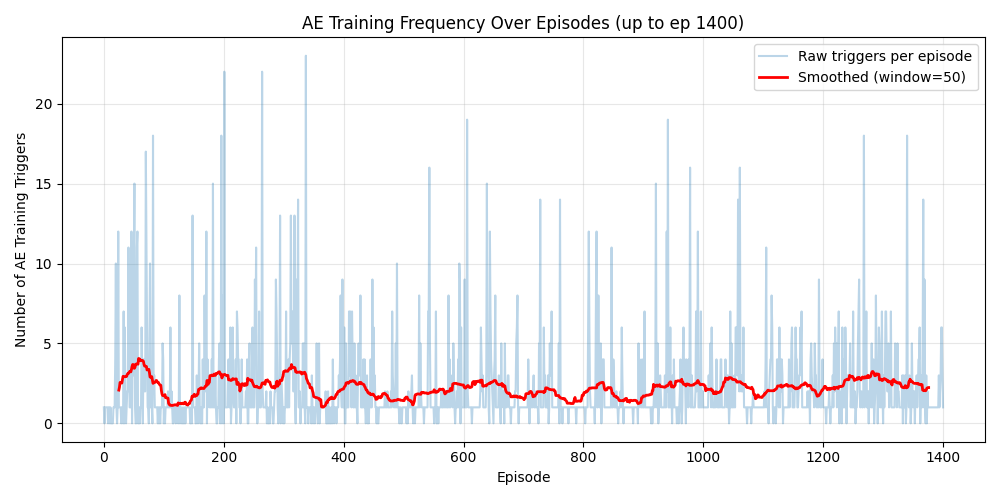 AE Training Frequency Over Episodes (up to ep 1400)
Raw triggers per episode
Smoothed (window=50)
Number of AE Training Triggers
20
15
10
5
0
0 200 400 600 800 1000 1200 1400
Episode